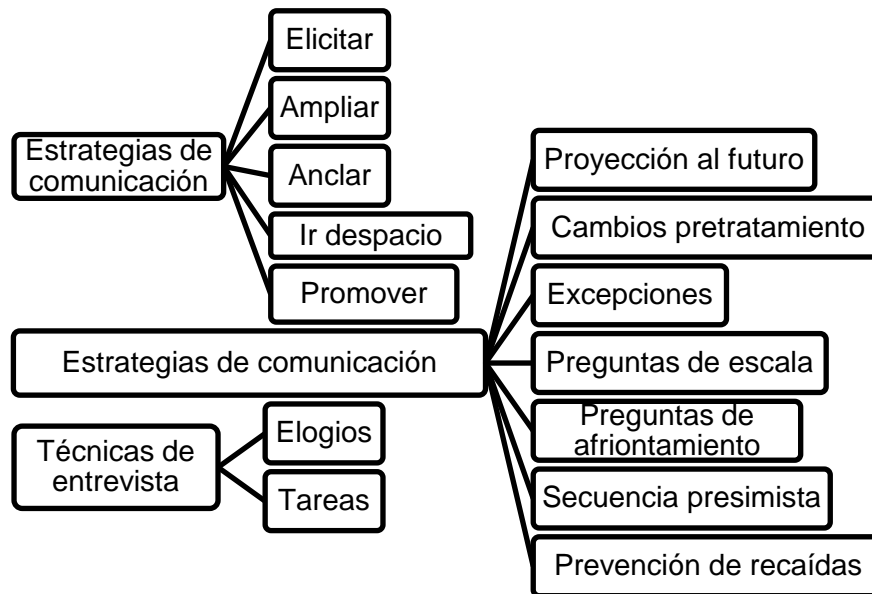 Estrategias de
comunicación
Elicitar
Ampliar
Anclar
Ir despacio
Promover
Estrategias de comunicación
Proyección al futuro
Cambios pretratamiento
Excepciones
Preguntas de escala
Preguntas de
afriontamiento
Secuencia presimista
Prevención de recaídas
Técnicas de
entrevista
Elogios
Tareas